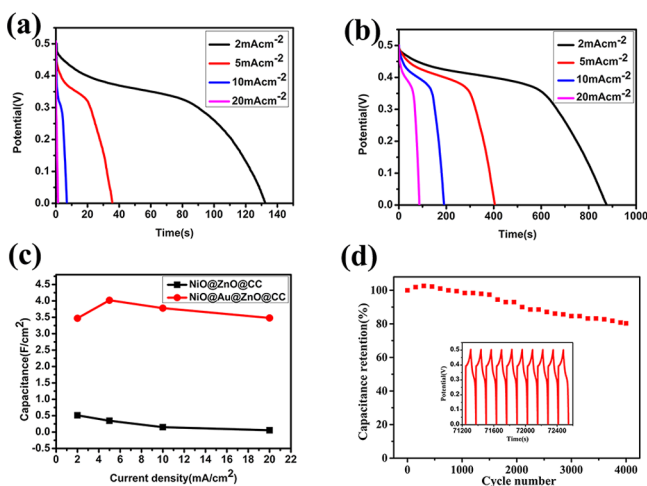 (a)
2mAcm-2
5mAcm-2
10mAcm-2
20mAcm-2
0.5
0.4
0.3
0.2
0.1
0.0
Potential(V)
0 20 40 60 80 100 120 140
Time(s)
(b)
2mAcm-2
5mAcm-2
10mAcm-2
20mAcm-2
0.5
0.4
0.3
0.2
0.1
0.0
Potential(V)
0 200 400 600 800 1000
Time(s)
(c)
NiO@ZnO@CC
NiO@Au@ZnO@CC
5.0
4.5
4.0
3.5
3.0
2.5
2.0
1.5
1.0
0.5
0.0
-0.5
Capacitance(F/cm2)
0 2 4 6 8 10 12 14 16 18 20 22
Current density(mA/cm2)
(d)
100
80
60
40
20
0
Capacitance retention(%)
0.5
0.4
0.3
0.2
0.1
0.0
Potential(V)
71200 71600 72000 72400
Time(s)
0 1000 2000 3000 4000
Cycle number